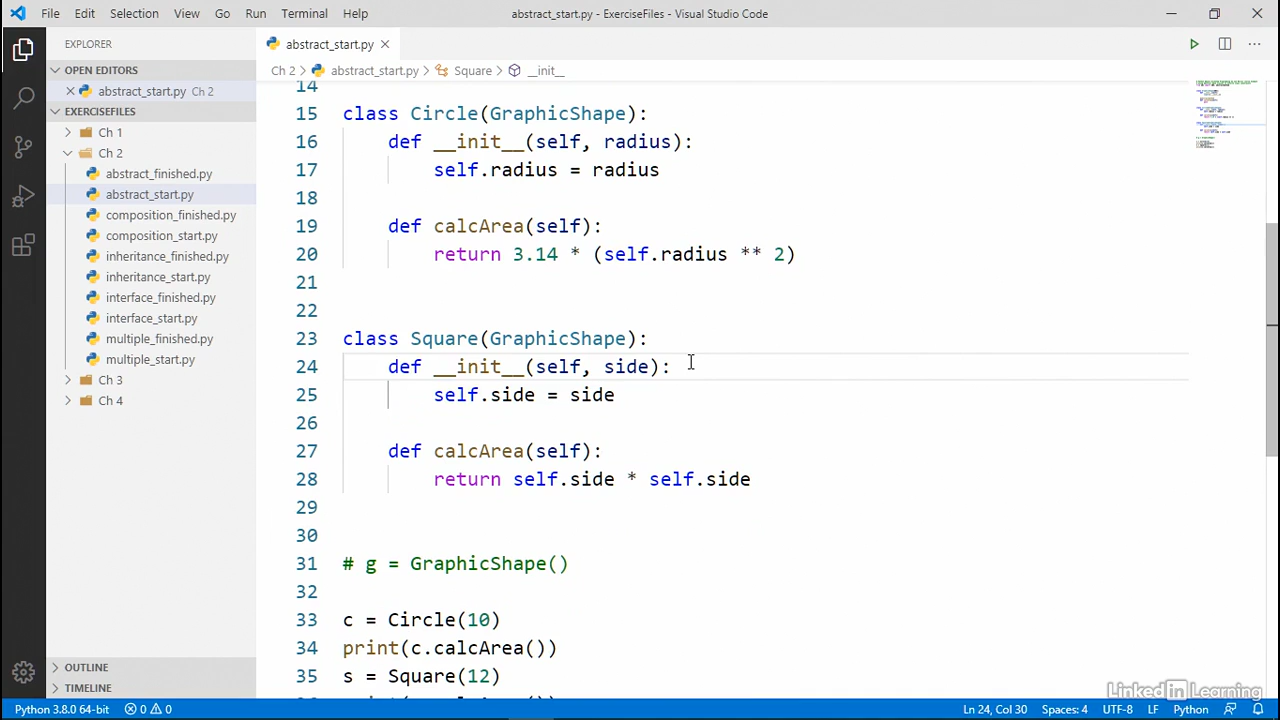 File Edit Selection View Go Run Terminal Help
abstract_start.py - ExerciseFiles - Visual Studio Code
EXPLORER
OPEN EDITORS
abstract_start.py Ch 2
EXERCISEFILES
Ch 1
Ch 2
abstract_finished.py
abstract_start.py
composition_finished.py
composition_start.py
inheritance_finished.py
inheritance_start.py
interface_finished.py
interface_start.py
multiple_finished.py
multiple_start.py
Ch 3
Ch 4
OUTLINE
TIMELINE
abstract_start.py
Ch 2 > abstract_start.py > Square > __init__
14
15 class Circle(GraphicShape):
16 def __init__(self, radius):
17 self.radius = radius
18
19 def calcArea(self):
20 return 3.14 * (self.radius ** 2)
21
22
23 class Square(GraphicShape):
24 def __init__(self, side):
25 self.side = side
26
27 def calcArea(self):
28 return self.side * self.side
29
30
31 # g = GraphicShape()
32
33 c = Circle(10)
34 print(c.calcArea())
35 s = Square(12)
LinkedIn Learning
Python 3.8.0 64-bit 0 0 Ln 24, Col 30 Spaces: 4 UTF-8 LF Python